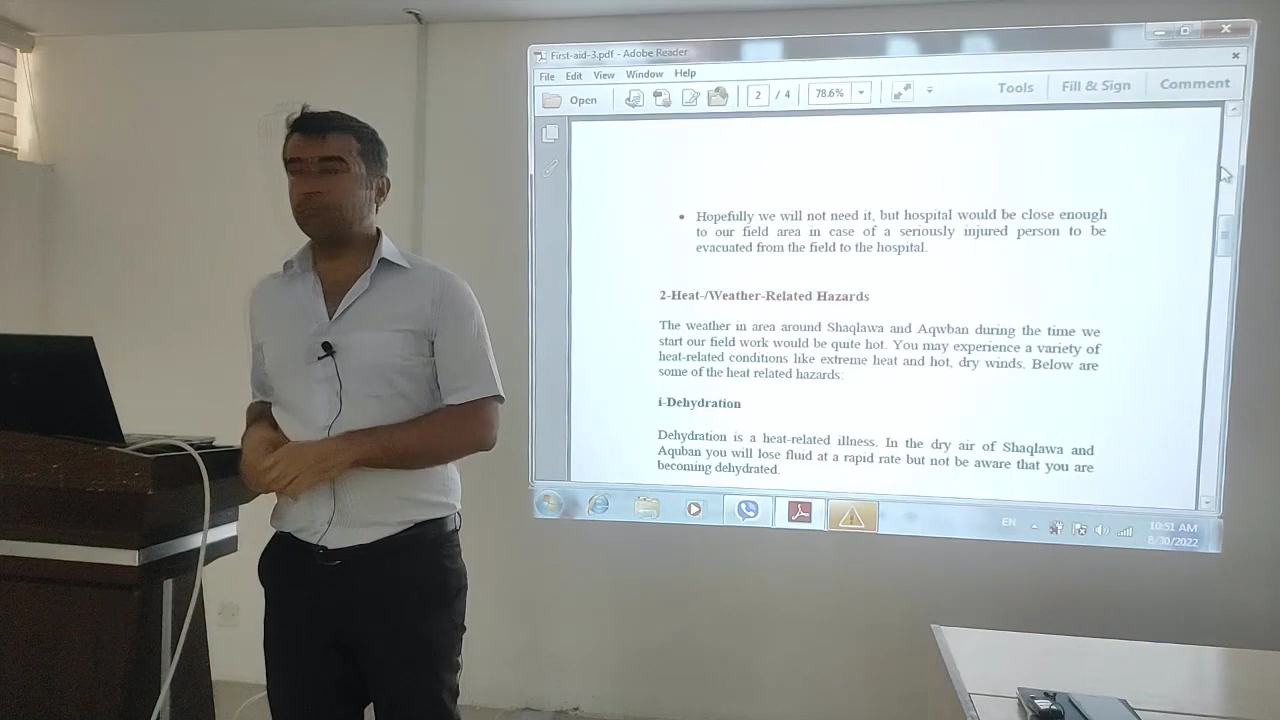 First-aid-3.pdf - Adobe Reader
File Edit View Window Help
Open 2 / 4 78.6% Tools Fill & Sign Comment
• Hopefully we will not need it, but hospital would be close enough
to our field area in case of a seriously injured person to be
evacuated from the field to the hospital.
2-Heat-/Weather-Related Hazards
The weather in area around Shaqlawa and Aqwban during the time we
start our field work would be quite hot. You may experience a variety of
heat-related conditions like extreme heat and hot, dry winds. Below are
some of the heat related hazards:
i-Dehydration
Dehydration is a heat-related illness. In the dry air of Shaqlawa and
Aquban you will lose fluid at a rapid rate but not be aware that you are
becoming dehydrated.
EN 10:51 AM
8/30/2022